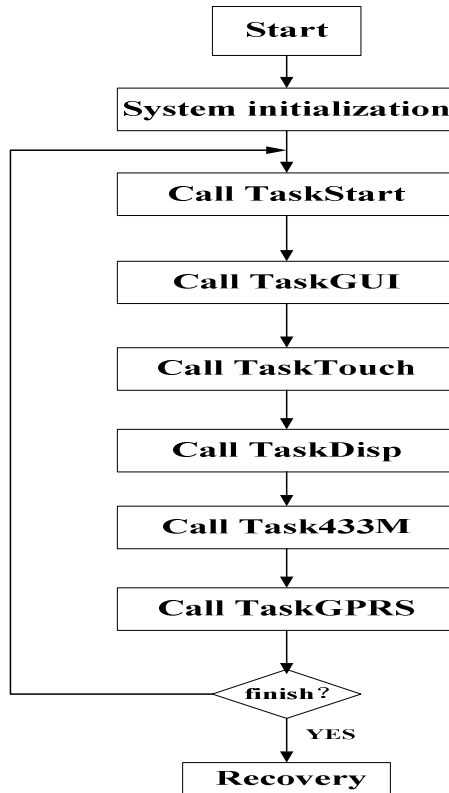 Start
System initialization
Call TaskStart
Call TaskGUI
Call TaskTouch
Call TaskDisp
Call Task433M
Call TaskGPRS
finish?
YES
Recovery